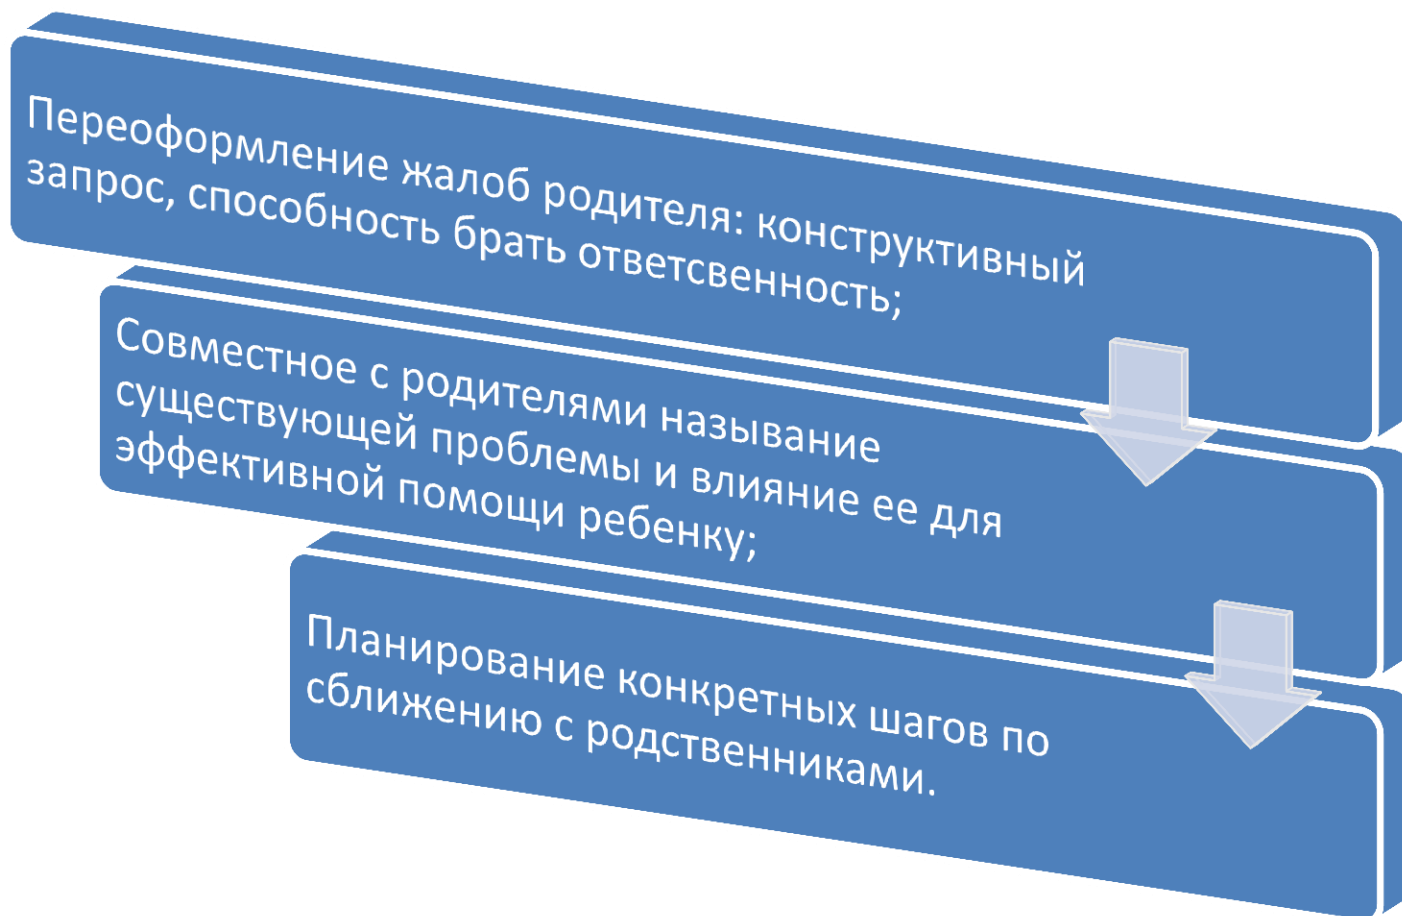 Переоформление жалоб родителя: конструктивный
запрос, способность брать ответсвенность;
Совместное с родителями называние
существующей проблемы и влияние ее для
эффективной помощи ребенку;
Планирование конкретных шагов по
сближению с родственниками.